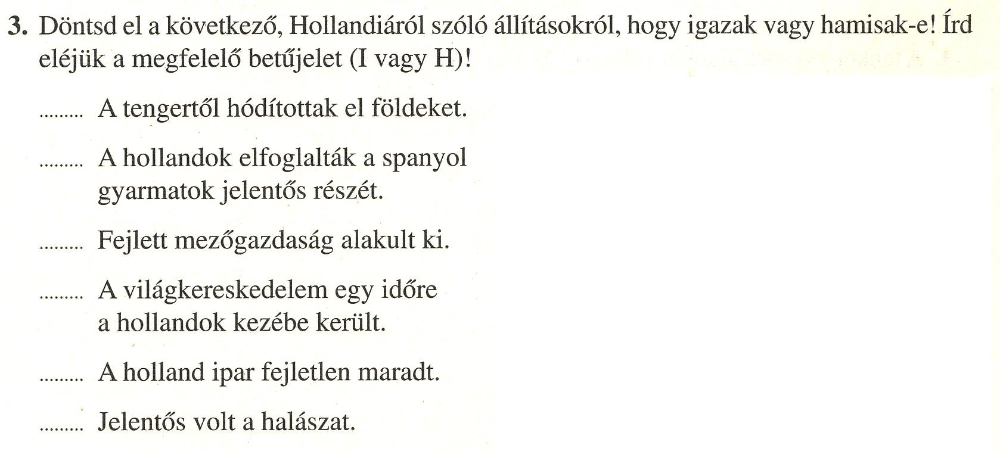 3. Döntsd el a következő, Hollandiáról szóló állításokról, hogy igazak vagy hamisak-e! Írd
eléjük a megfelelő betűjelet (I vagy H)!
......... A tengertől hódítottak el földeket.
......... A hollandok elfoglalták a spanyol
gyarmatok jelentős részét.
......... Fejlett mezőgazdaság alakult ki.
......... A világkereskedelem egy időre
a hollandok kezébe került.
......... A holland ipar fejletlen maradt.
......... Jelentős volt a halászat.